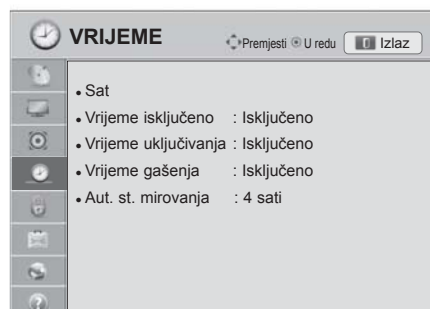 VRIJEME
Premjesti U redu Izlaz
• Sat
• Vrijeme isključeno : Isključeno
• Vrijeme uključivanja : Isključeno
• Vrijeme gašenja : Isključeno
• Aut. st. mirovanja : 4 sati